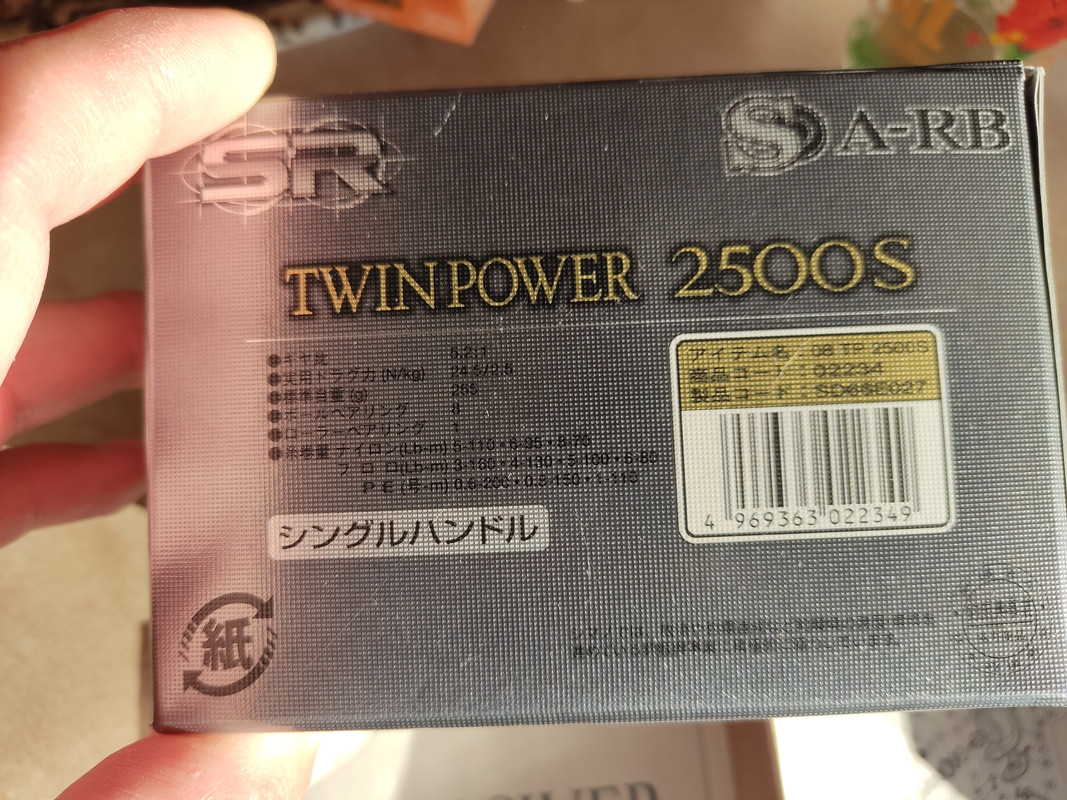 SR
S A-RB
TWINPOWER 2500S
●ギヤ比 5.2:1
●実用ドラグ力(N/kg) 24.5/2.5
●標準自重(g) 255
●ボールベアリング 8
●ローラーベアリング 1
●糸巻量 ナイロン(Lb-m) 5-110・6-95・8-70
フロロ(Lb-m) 3-160・4-130・5-100・6-80
PE(号-m) 0.6-200・0.8-150・1-110
シングルハンドル
アイテム名：08 TP 2500S
商品コード：02234
製品コード：SD66E027
4 969363 022349
紙